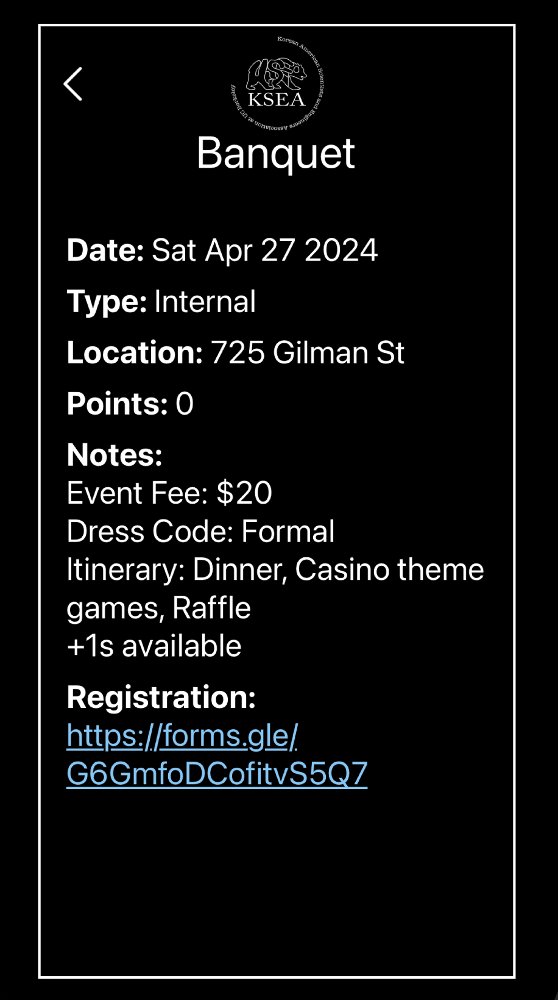 Korean American Scientists and Engineers Association at UC Berkeley
KSEA
KSEA
Banquet
Date: Sat Apr 27 2024
Type: Internal
Location: 725 Gilman St
Points: 0
Notes:
Event Fee: $20
Dress Code: Formal
Itinerary: Dinner, Casino theme
games, Raffle
+1s available
Registration:
https://forms.gle/
G6GmfoDCofitvS5Q7